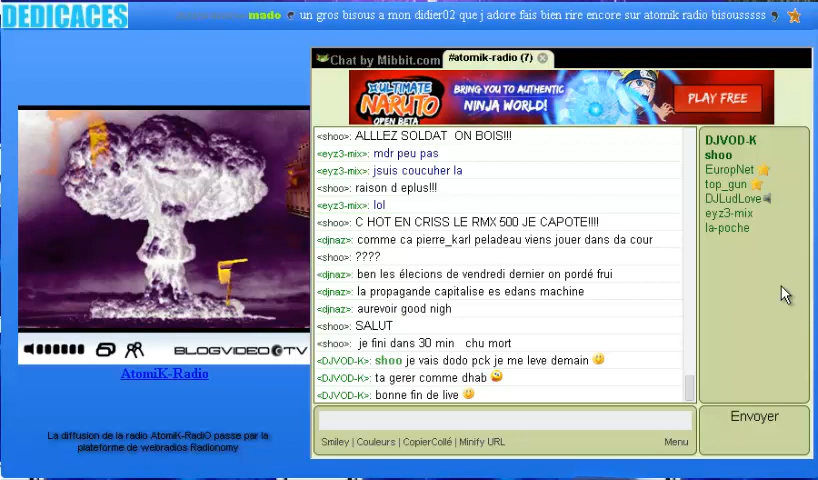 DEDICACES
mado un gros bisous a mon didier02 que j adore fais bien rire encore sur atomik radio bisousssss
Chat by Mibbit.com
#atomik-radio (7)
ULTIMATE
NARUTO
OPEN BETA
BRING YOU TO AUTHENTIC
NINJA WORLD!
PLAY FREE
<shoo>: ALLLEZ SOLDAT ON BOIS!!!
<eyz3-mix>: mdr peu pas
<eyz3-mix>: jsuis coucuher la
<shoo>: raison d eplus!!!
<eyz3-mix>: lol
<shoo>: C HOT EN CRISS LE RMX 500 JE CAPOTE!!!!
<djnaz>: comme ca pierre_karl peladeau viens jouer dans da cour
<shoo>: ????
<djnaz>: ben les élecions de vendredi dernier on pordé frui
<djnaz>: la propagande capitalise es edans machine
<djnaz>: aurevoir good nigh
<shoo>: SALUT
<shoo>: je fini dans 30 min chu mort
<DJVOD-K>: shoo je vais dodo pck je me leve demain
<DJVOD-K>: ta gerer comme dhab
<DJVOD-K>: bonne fin de live
DJVOD-K
shoo
EuropNet
top_gun
DJLudLove
eyz3-mix
la-poche
Envoyer
Smiley | Couleurs | CopierCollé | Minify URL
Menu
BLOGVIDEO TV
AtomiK-Radio
La diffusion de la radio AtomiK-RadiO passe par la
plateforme de webradios Radionomy